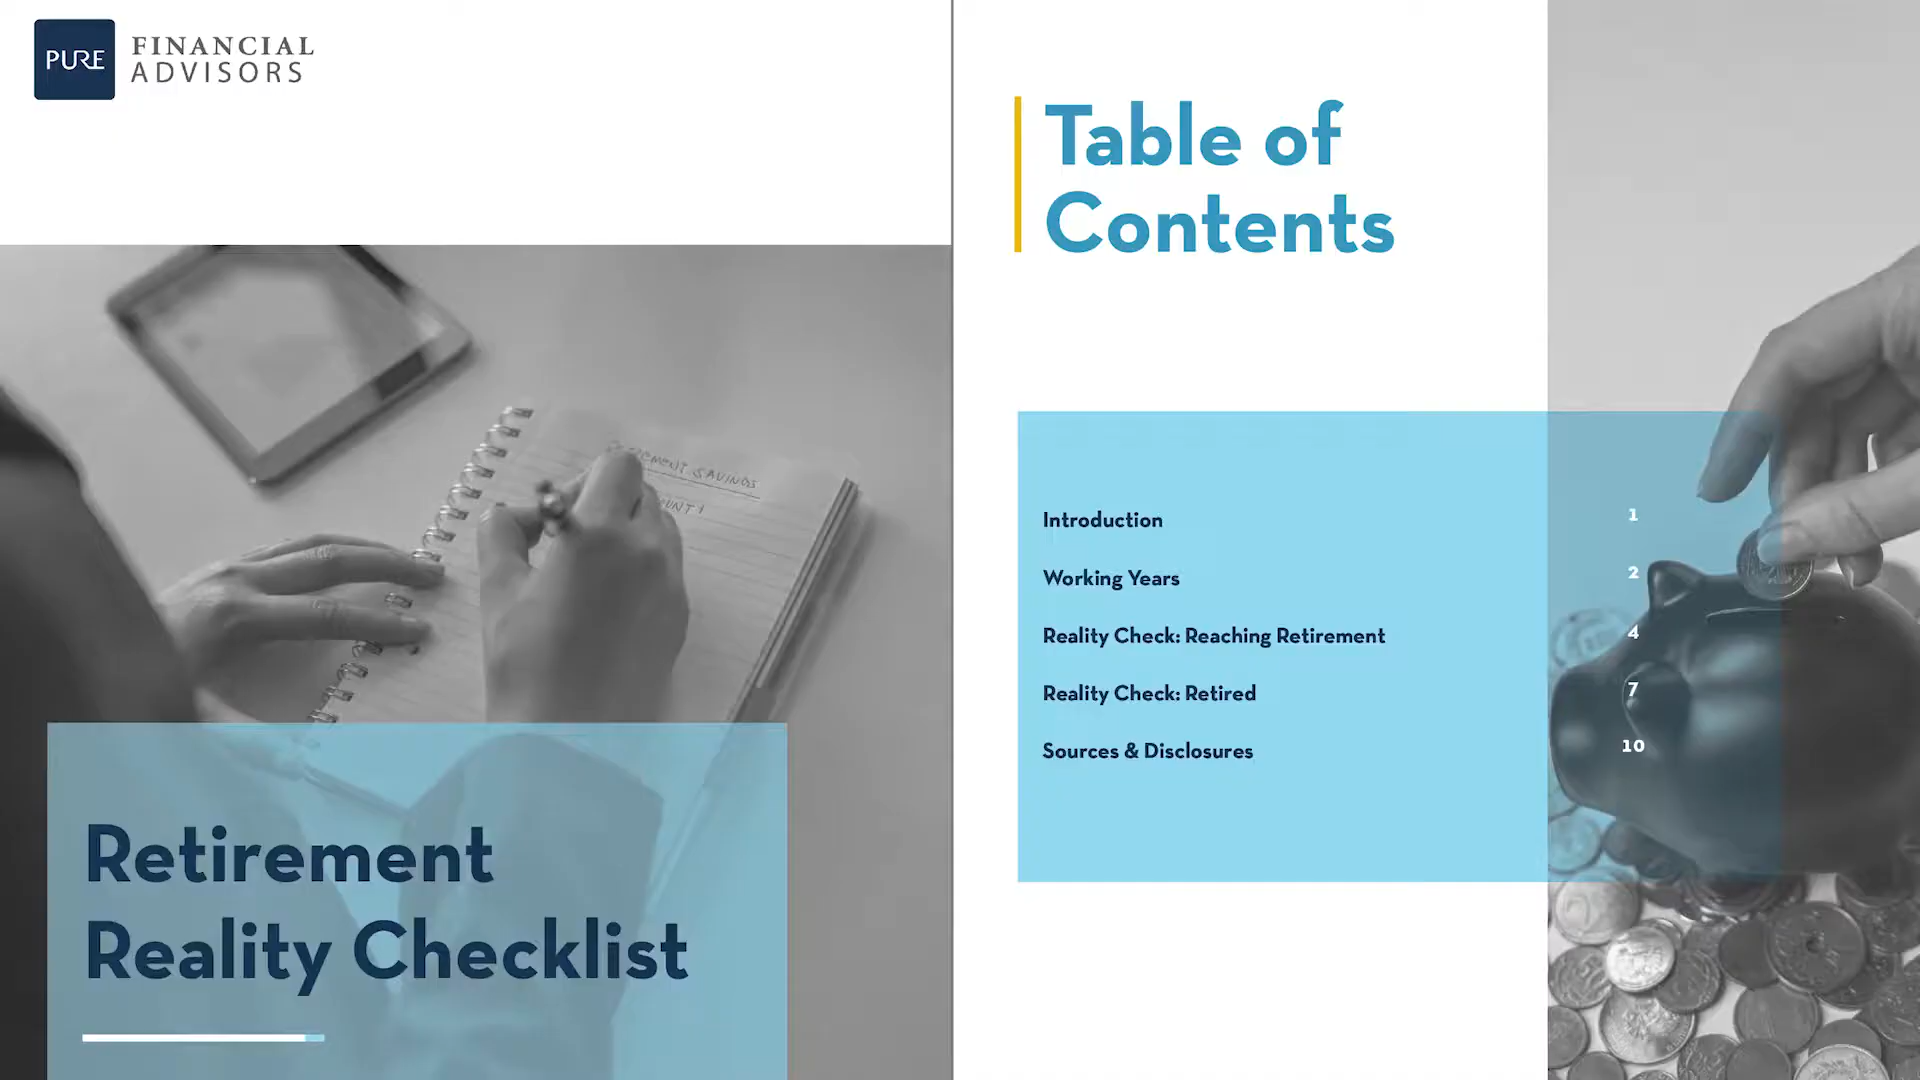 PURE
FINANCIAL
ADVISORS
SAVINGS
Retirement
Reality Checklist
Table of
Contents
Introduction 1
Working Years 2
Reality Check: Reaching Retirement 4
Reality Check: Retired 7
Sources & Disclosures 10